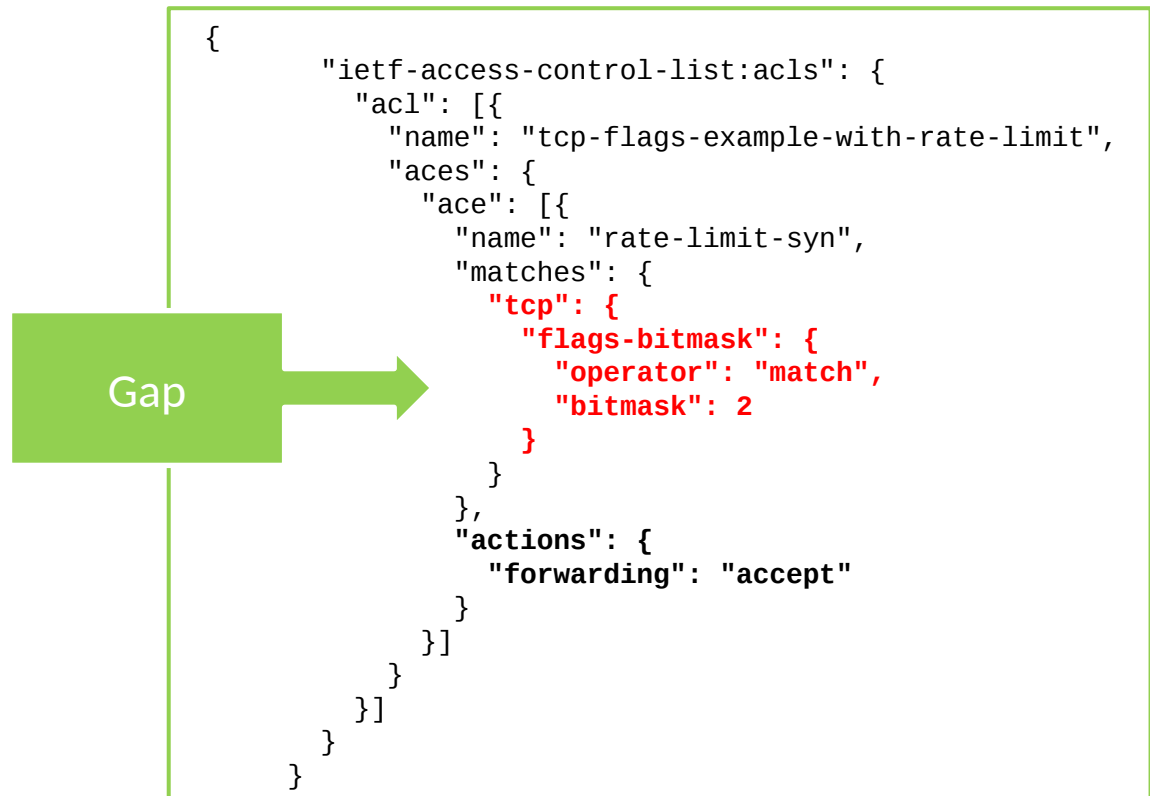 {
"ietf-access-control-list:acls": {
"acl": [{
"name": "tcp-flags-example-with-rate-limit",
"aces": {
"ace": [{
"name": "rate-limit-syn",
"matches": {
"tcp": {
"flags-bitmask": {
"operator": "match",
Gap
"bitmask": 2
}
}
},
"actions": {
"forwarding": "accept"
}
}]
}
}]
}
}